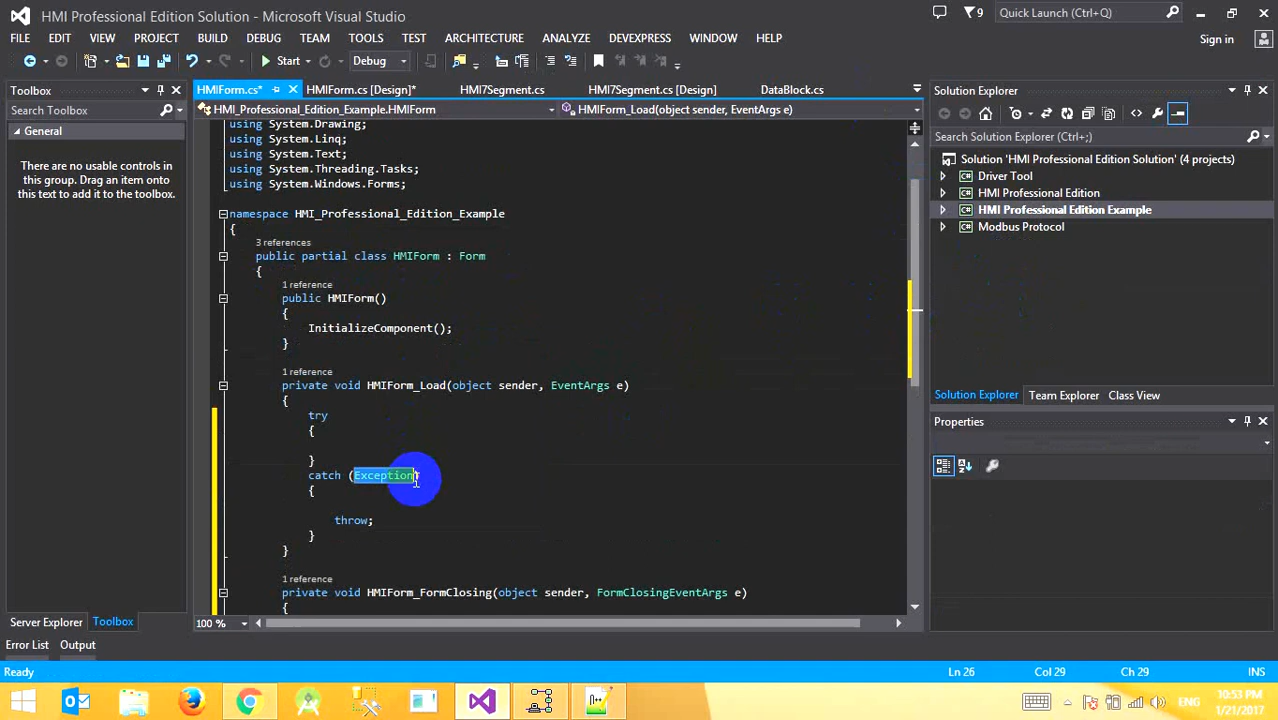 HMI Professional Edition Solution - Microsoft Visual Studio
9
Quick Launch (Ctrl+Q)
FILE EDIT VIEW PROJECT BUILD DEBUG TEAM TOOLS TEST ARCHITECTURE ANALYZE DEVEXPRESS WINDOW HELP
Sign in
Start
Debug
Toolbox
Search Toolbox
General
There are no usable controls in
this group. Drag an item onto
this text to add it to the toolbox.
Server Explorer Toolbox
HMIForm.cs* HMIForm.cs [Design]* HMI7Segment.cs HMI7Segment.cs [Design] DataBlock.cs
HMI_Professional_Edition_Example.HMIForm
HMIForm_Load(object sender, EventArgs e)
using System.Drawing;
using System.Linq;
using System.Text;
using System.Threading.Tasks;
using System.Windows.Forms;
namespace HMI_Professional_Edition_Example
{
3 references
public partial class HMIForm : Form
{
1 reference
public HMIForm()
{
InitializeComponent();
}
1 reference
private void HMIForm_Load(object sender, EventArgs e)
{
try
{
}
catch (Exception)
{
throw;
}
}
1 reference
private void HMIForm_FormClosing(object sender, FormClosingEventArgs e)
{
100 %
Solution Explorer
Search Solution Explorer (Ctrl+;)
Solution 'HMI Professional Edition Solution' (4 projects)
Driver Tool
HMI Professional Edition
HMI Professional Edition Example
Modbus Protocol
Solution Explorer Team Explorer Class View
Properties
Error List Output
Ready
Ln 26 Col 29 Ch 29 INS
ENG
10:53 PM
1/21/2017